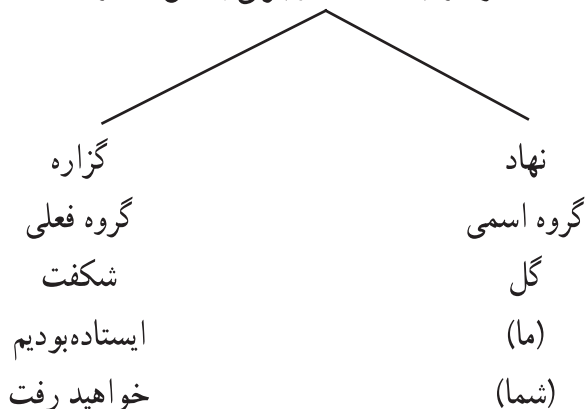 نهاد گزاره
گروه اسمی گروه فعلی
گل شکفت
(ما) ایستاده‌بودیم
(شما) خواهید رفت